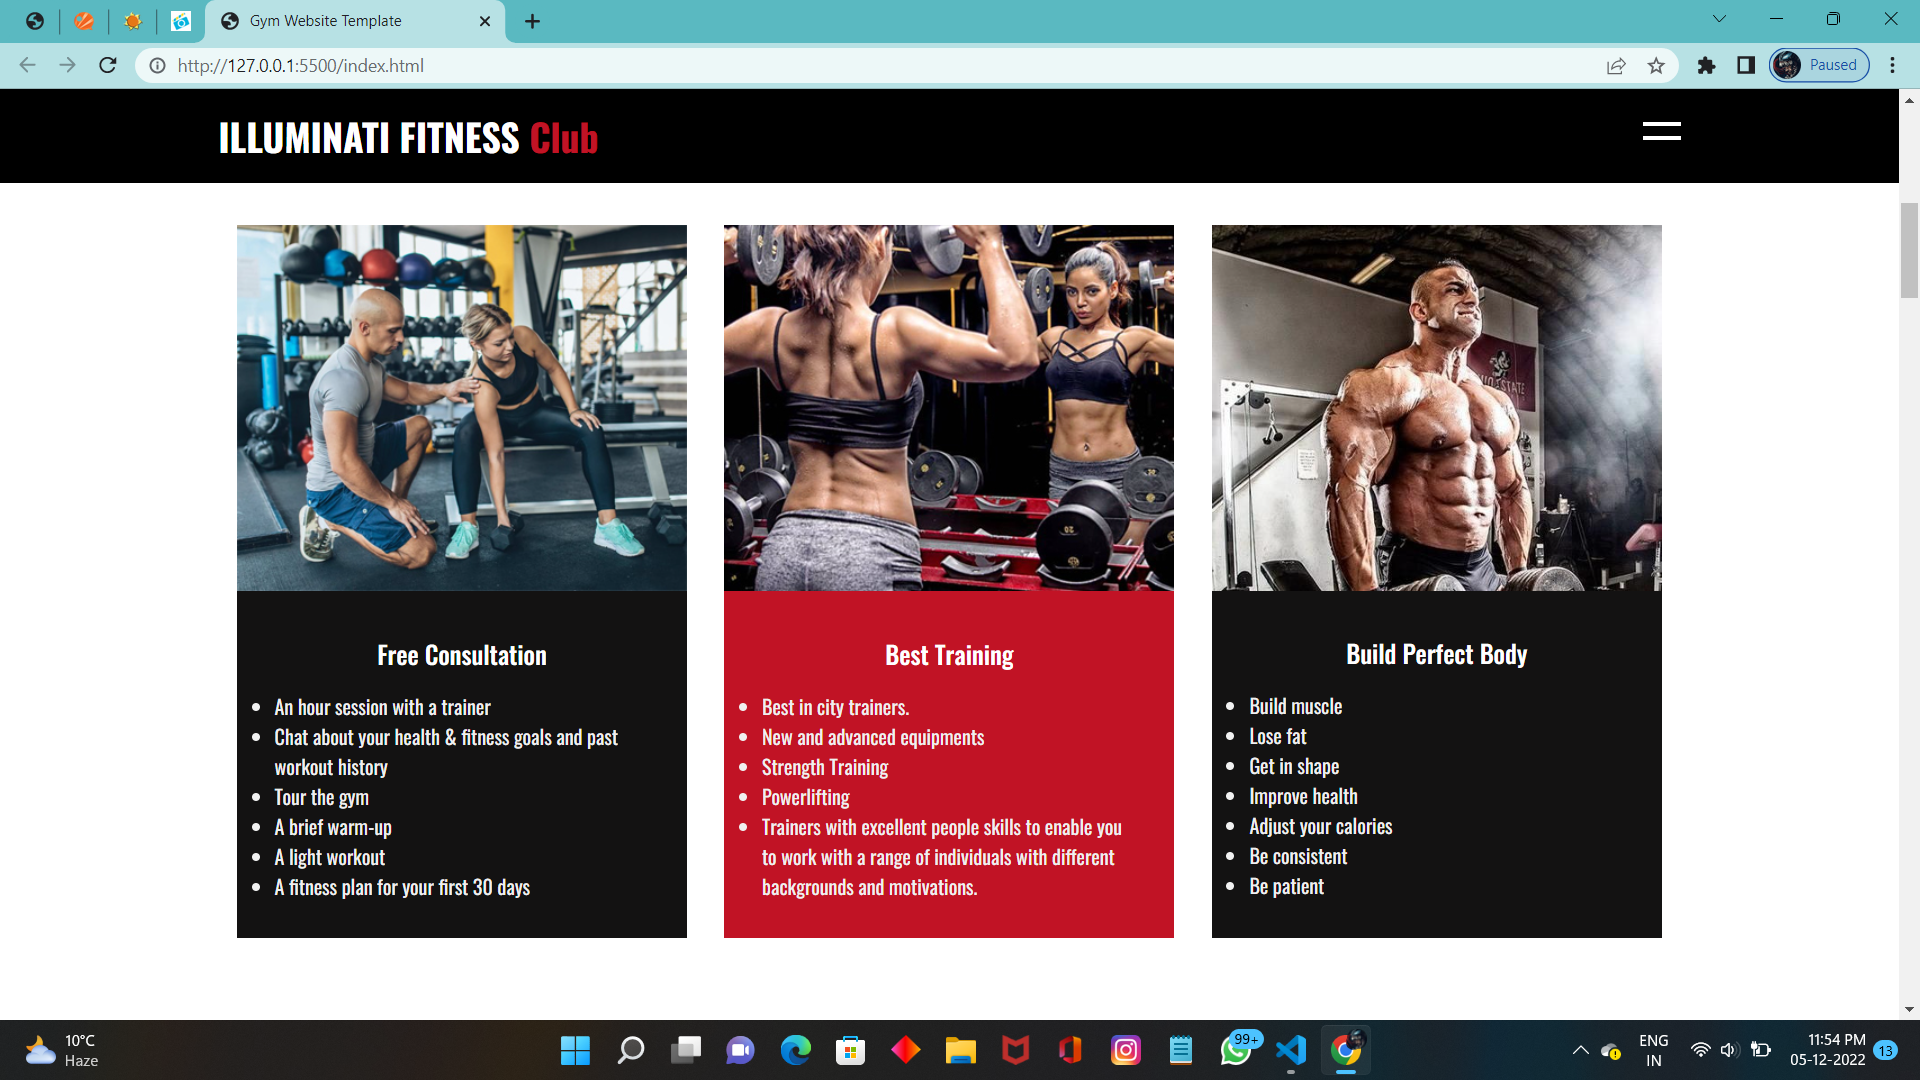 Gym Website Template
http://127.0.0.1:5500/index.html
Paused
ILLUMINATI FITNESS Club
Free Consultation
An hour session with a trainer
Chat about your health & fitness goals and past
workout history
Tour the gym
A brief warm-up
A light workout
A fitness plan for your first 30 days
Best Training
Best in city trainers.
New and advanced equipments
Strength Training
Powerlifting
Trainers with excellent people skills to enable you
to work with a range of individuals with different
backgrounds and motivations.
Build Perfect Body
Build muscle
Lose fat
Get in shape
Improve health
Adjust your calories
Be consistent
Be patient
10°C
Haze
99+
ENG
IN
11:54 PM
05-12-2022
13